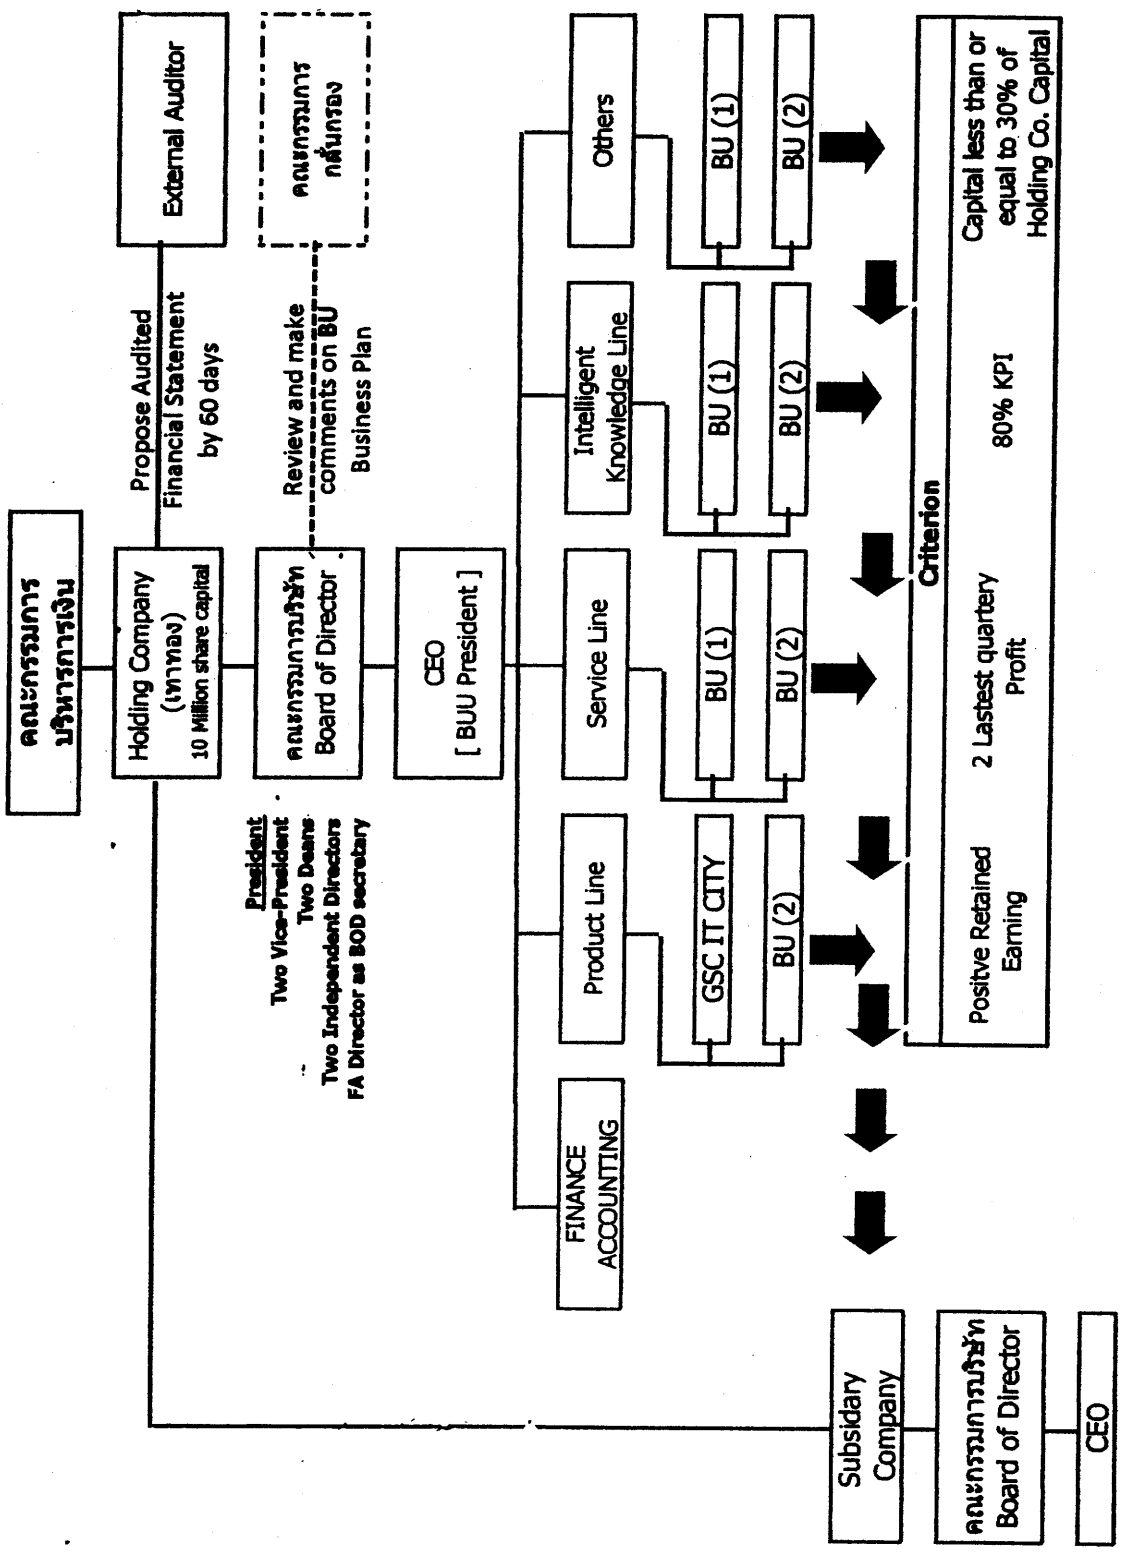 คณะกรรมการ
บริหารการเงิน
Holding Company
(เทาทอง)
10 Million share capital
Propose Audited
Financial Statement
by 60 days
External Auditor
คณะกรรมการบริษัท
Board of Director
Review and make
comments on BU
Business Plan
คณะกรรมการ
กลั่นกรอง
President
Two Vice-President
Two Deans
Two Independent Directors
FA Director as BOD secretary
CEO
[ BUU President ]
FINANCE
ACCOUNTING
Product Line
Service Line
Intelligent
Knowledge Line
Others
GSC IT CITY
BU (2)
BU (1)
BU (2)
BU (1)
BU (2)
BU (1)
BU (2)
Subsidary
Company
คณะกรรมการบริษัท
Board of Director
CEO
Criterion
Positve Retained
Earning
2 Lastest quartery
Profit
80% KPI
Capital less than or
equal to 30% of
Holding Co. Capital